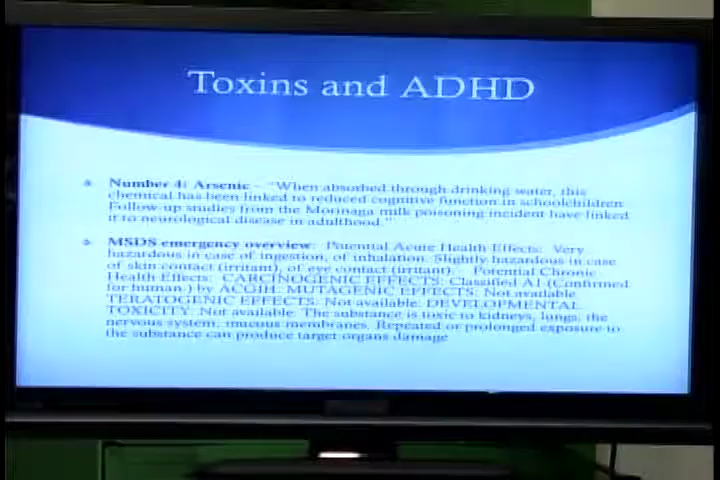 Toxins and ADHD
Number 4: Arsenic – "When absorbed through drinking water, this
chemical has been linked to reduced cognitive function in schoolchildren.
Follow-up studies from the Morinaga milk poisoning incident have linked
it to neurological disease in adulthood."
MSDS emergency overview: Potential Acute Health Effects: Very
hazardous in case of ingestion, of inhalation. Slightly hazardous in case
of skin contact (irritant), of eye contact (irritant). Potential Chronic
Health Effects: CARCINOGENIC EFFECTS: Classified A1 (Confirmed
for human.) by ACGIH. MUTAGENIC EFFECTS: Not available.
TERATOGENIC EFFECTS: Not available. DEVELOPMENTAL
TOXICITY: Not available. The substance is toxic to kidneys, lungs, the
nervous system, mucous membranes. Repeated or prolonged exposure to
the substance can produce target organs damage